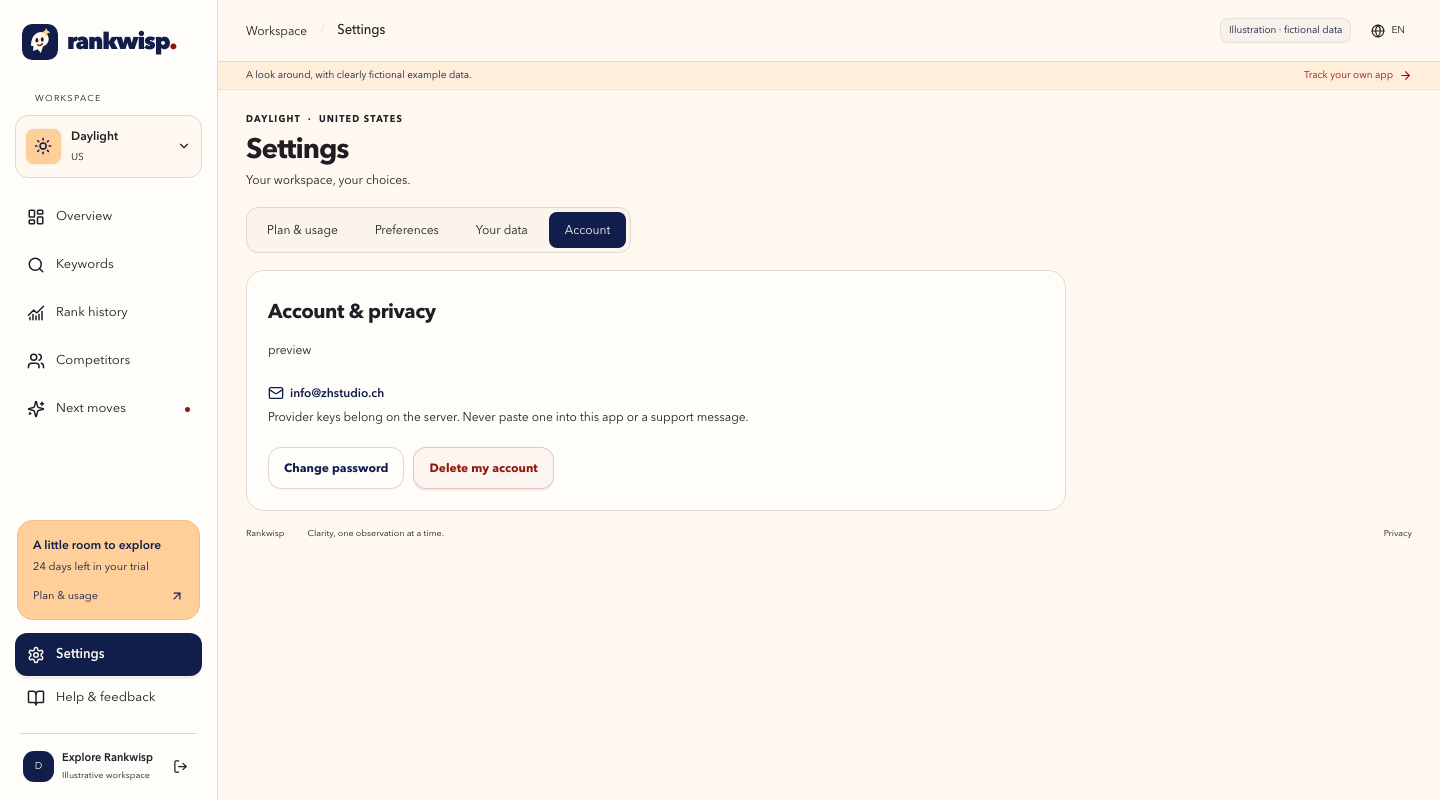 rankwisp.
WORKSPACE
Daylight
US
Overview
Keywords
Rank history
Competitors
Next moves
A little room to explore
24 days left in your trial
Plan & usage
Settings
Help & feedback
D
Explore Rankwisp
Illustrative workspace
Workspace / Settings
Illustration · fictional data
EN
A look around, with clearly fictional example data.
Track your own app
DAYLIGHT · UNITED STATES
Settings
Your workspace, your choices.
Plan & usage Preferences Your data Account
Account & privacy
preview
info@zhstudio.ch
Provider keys belong on the server. Never paste one into this app or a support message.
Change password Delete my account
Rankwisp · Clarity, one observation at a time.
Privacy